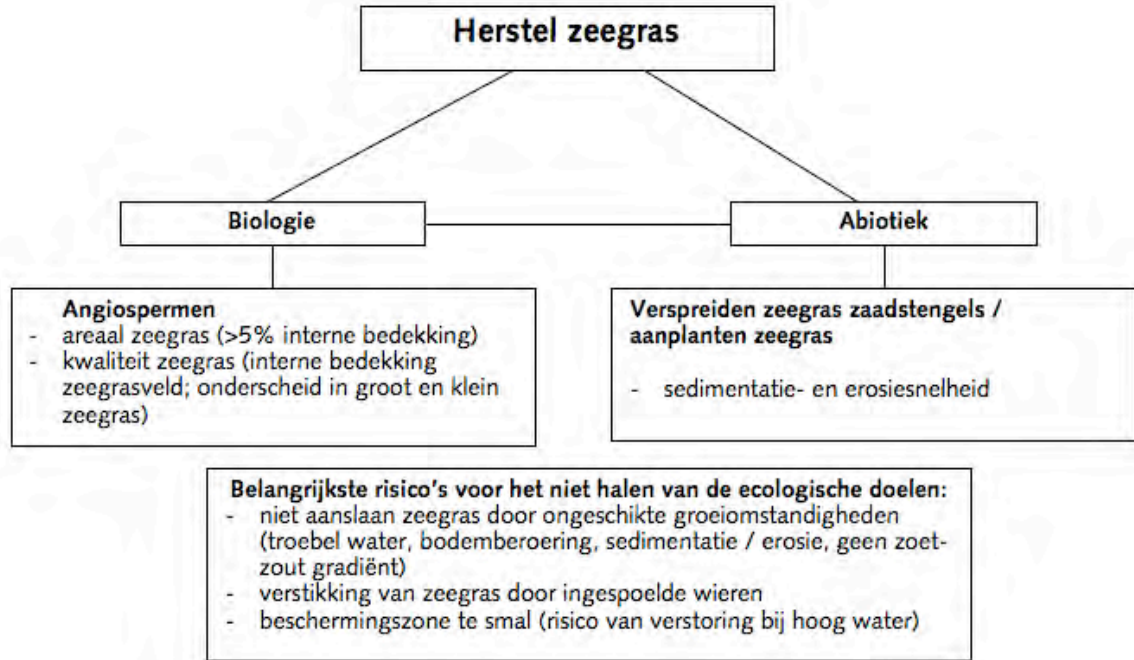 Herstel zeegras
Biologie
Abiotiek
Angiospermen
- areaal zeegras (>5% interne bedekking)
- kwaliteit zeegras (interne bedekking
zeegrasveld; onderscheid in groot en klein
zeegras)
Verspreiden zeegras zaadstengels /
aanplanten zeegras
- sedimentatie- en erosiesnelheid
Belangrijkste risico's voor het niet halen van de ecologische doelen:
- niet aanslaan zeegras door ongeschikte groeiomstandigheden
(troebel water, bodemberoering, sedimentatie / erosie, geen zoet-
zout gradiënt)
- verstikking van zeegras door ingespoelde wieren
- beschermingszone te smal (risico van verstoring bij hoog water)